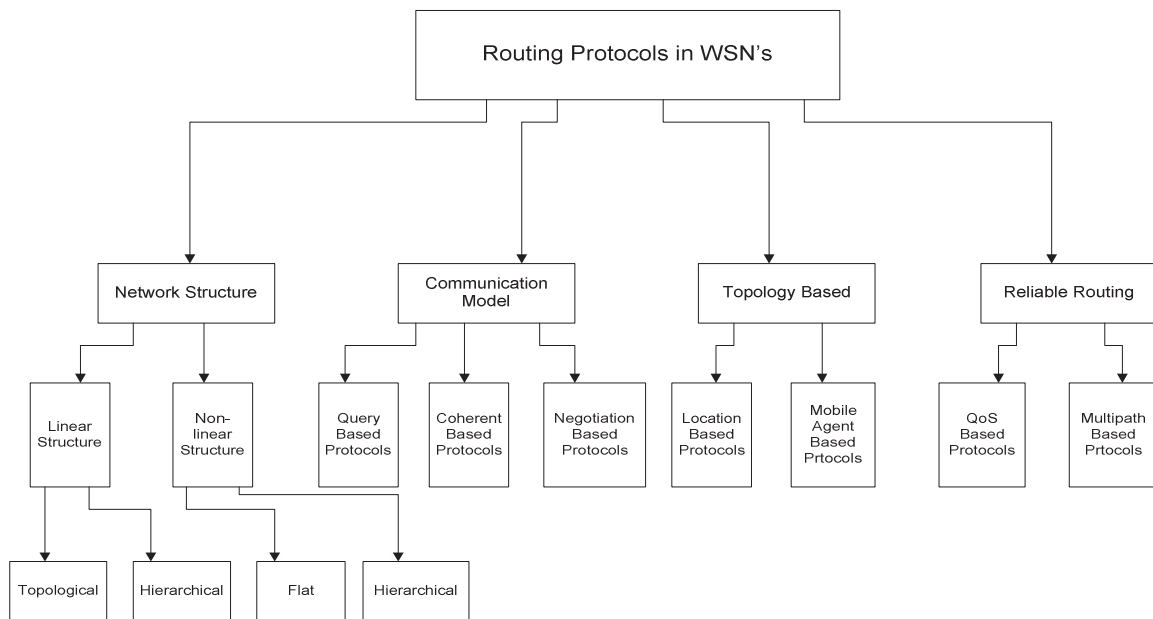 Routing Protocols in WSN's
Network Structure
Communication
Model
Topology Based
Reliable Routing
Linear
Structure
Non-
linear
Structure
Query
Based
Protocols
Coherent
Based
Protocols
Negotiation
Based
Protocols
Location
Based
Protocols
Mobile
Agent
Based
Prtocols
QoS
Based
Protocols
Multipath
Based
Prtocols
Topological
Hierarchical
Flat
Hierarchical